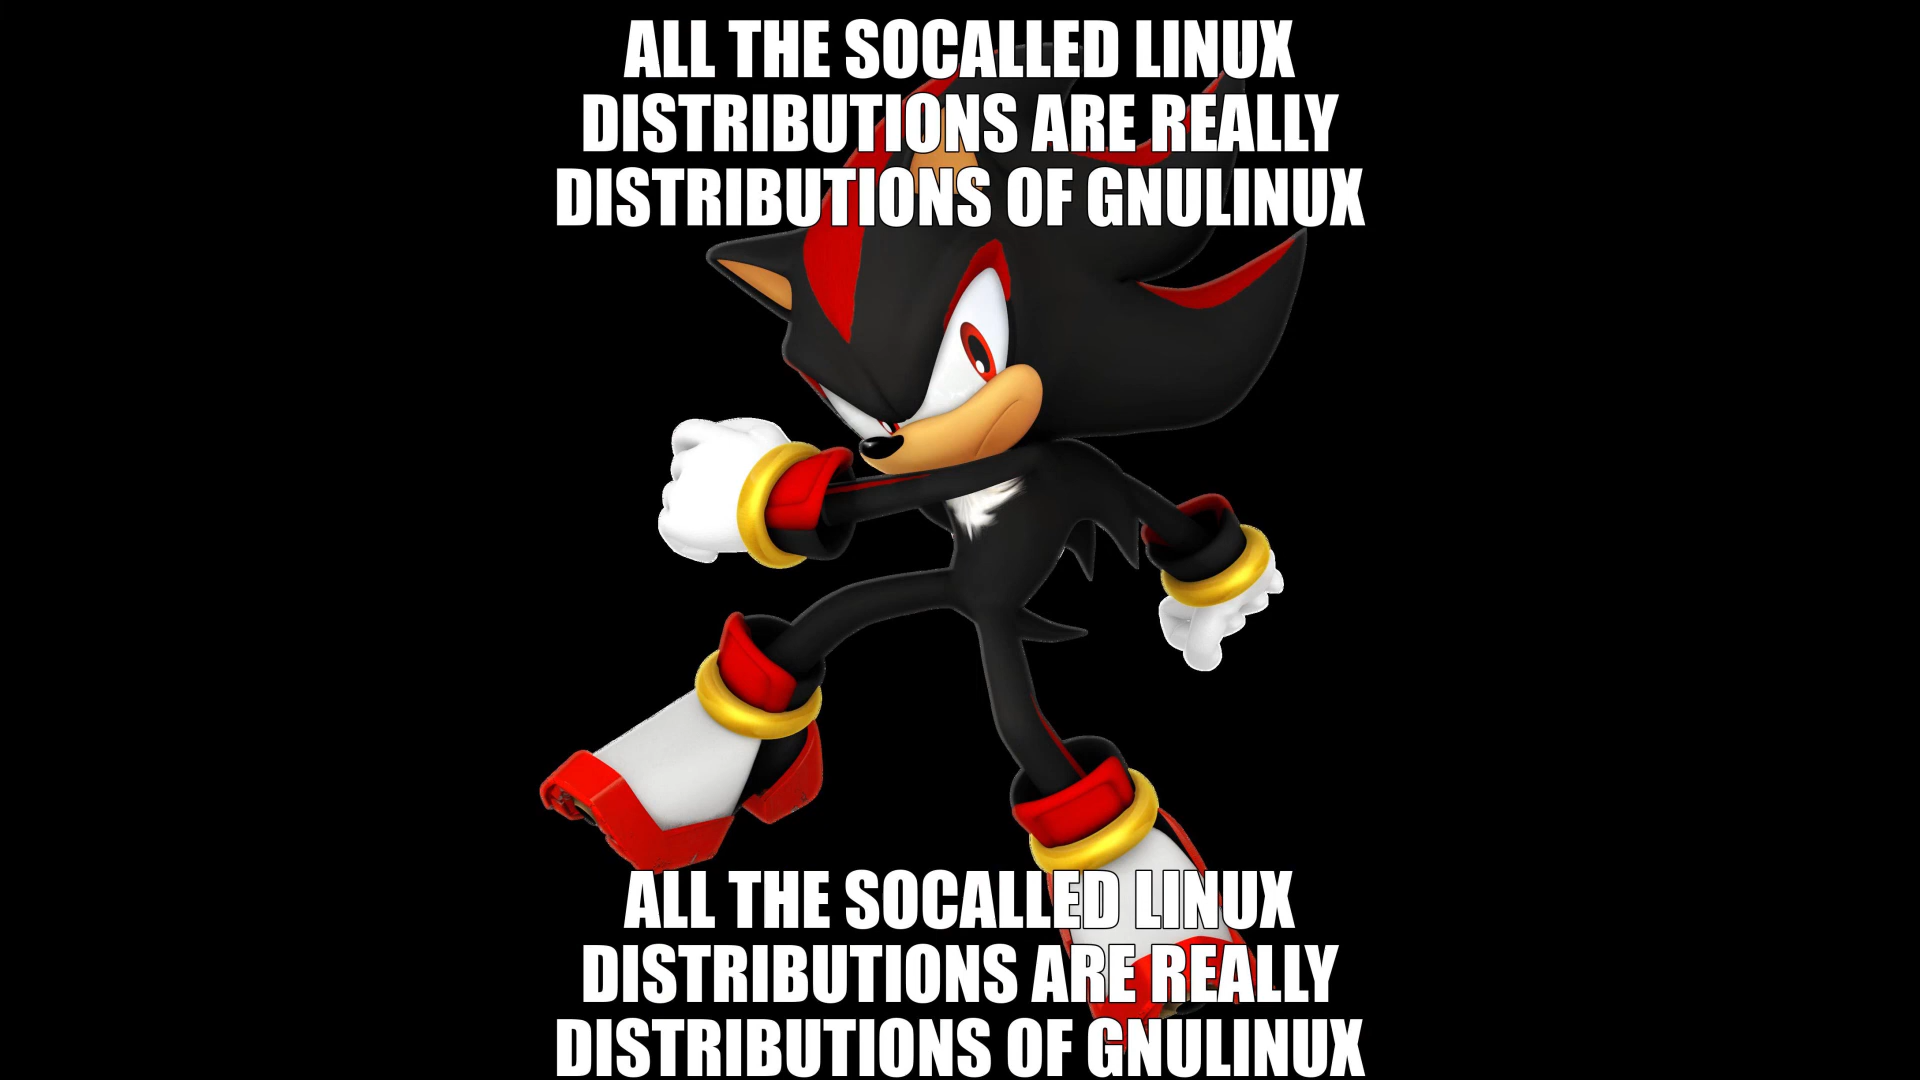 ALL THE SOCALLED LINUX
DISTRIBUTIONS ARE REALLY
DISTRIBUTIONS OF GNULINUX
ALL THE SOCALLED LINUX
DISTRIBUTIONS ARE REALLY
DISTRIBUTIONS OF GNULINUX